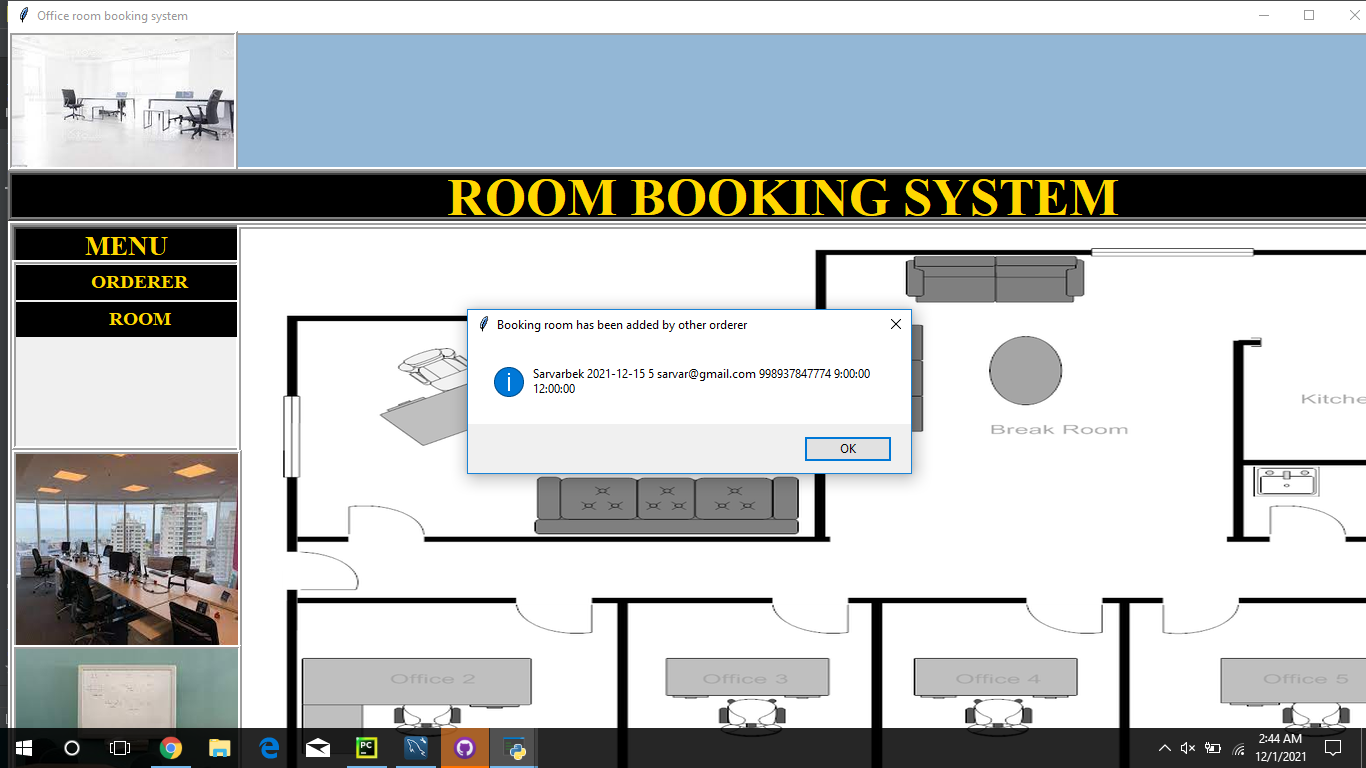 Office room booking system
ROOM BOOKING SYSTEM
MENU
ORDERER
ROOM
Booking room has been added by other orderer
Sarvarbek 2021-12-15 5 sarvar@gmail.com 998937847774 9:00:00
12:00:00
OK
Break Room
Kitche
Office 2
Office 3
Office 4
Office 5
PC
2:44 AM
12/1/2021